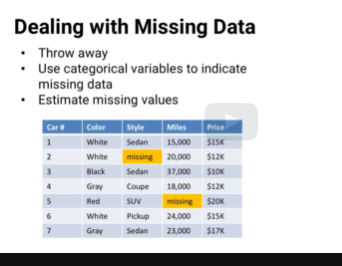 Dealing with Missing Data
• Throw away
• Use categorical variables to indicate
missing data
• Estimate missing values
Car # Color Style Miles Price
1 White Sedan 15,000 $15K
2 White missing 20,000 $12K
3 Black Sedan 37,000 $10K
4 Gray Coupe 18,000 $12K
5 Red SUV missing $20K
6 White Pickup 24,000 $15K
7 Gray Sedan 23,000 $17K